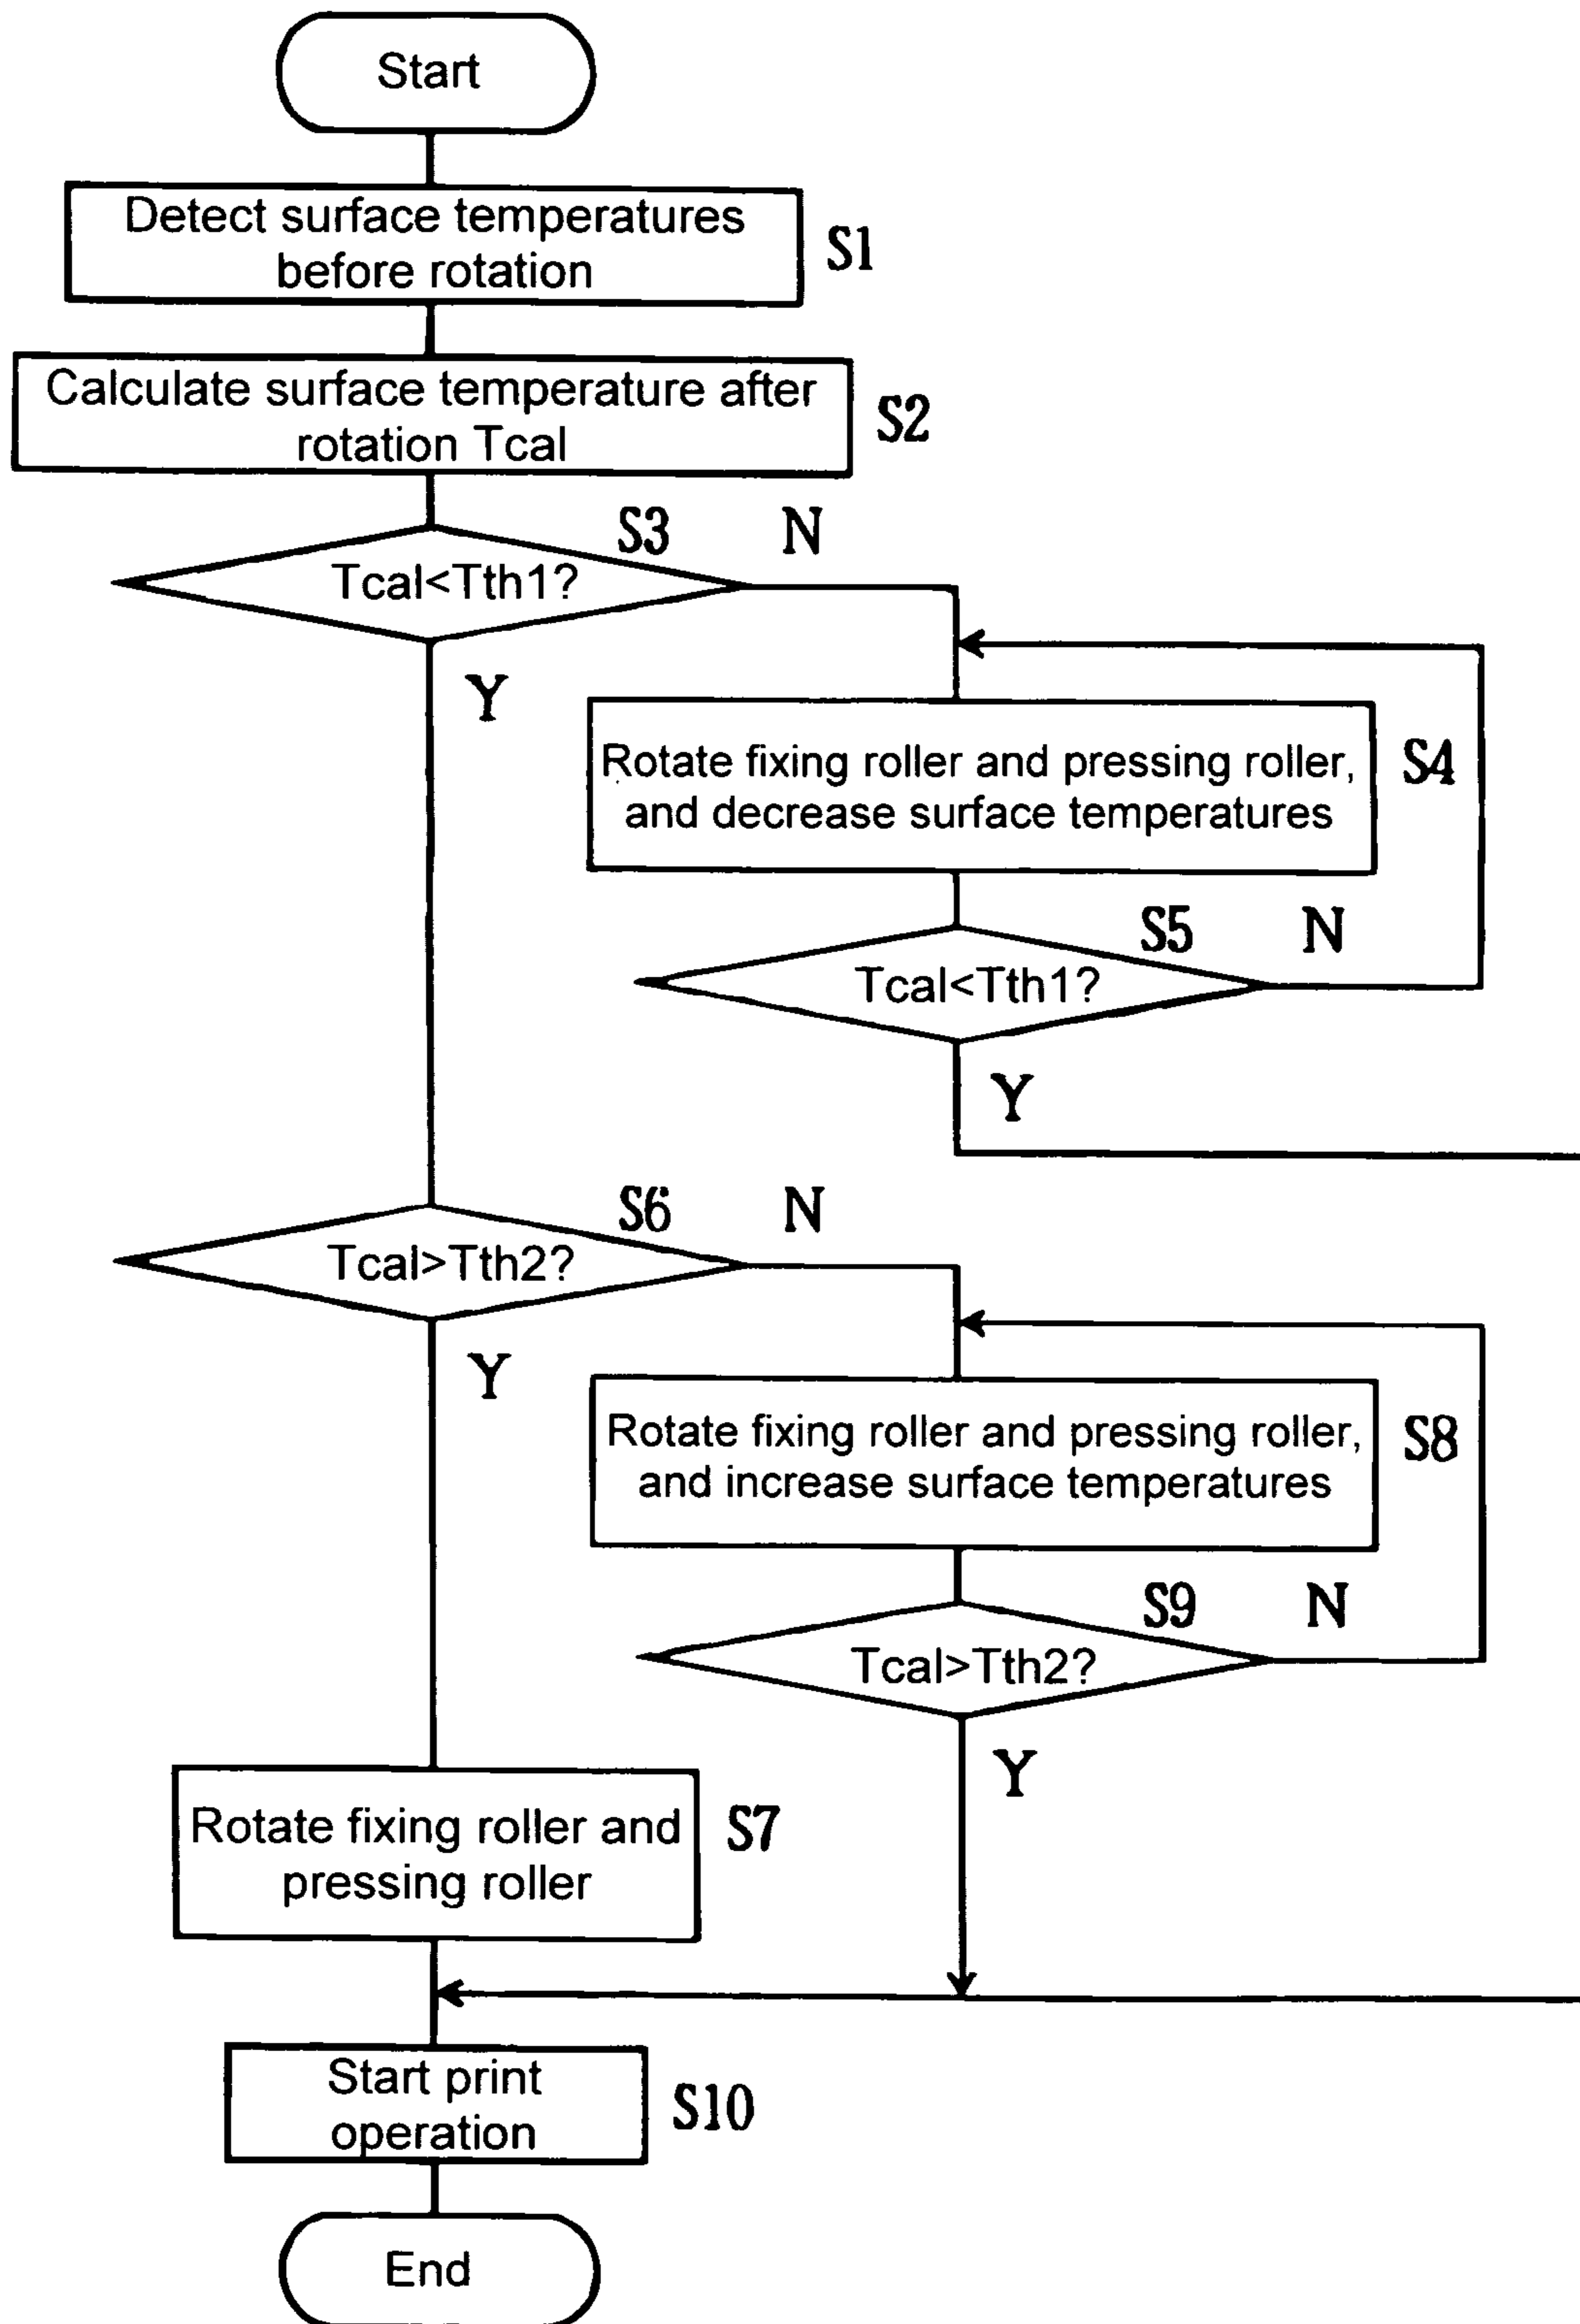 Start
Detect surface temperatures
before rotation
S1
Calculate surface temperature after
rotation Tcal
S2
S3
N
Tcal<Tth1?
Y
Rotate fixing roller and pressing roller,
and decrease surface temperatures
S4
S5
N
Tcal<Tth1?
Y
S6
N
Tcal>Tth2?
Y
Rotate fixing roller and pressing roller,
and increase surface temperatures
S8
S9
N
Tcal>Tth2?
Y
Rotate fixing roller and
pressing roller
S7
Start print
operation
S10
End